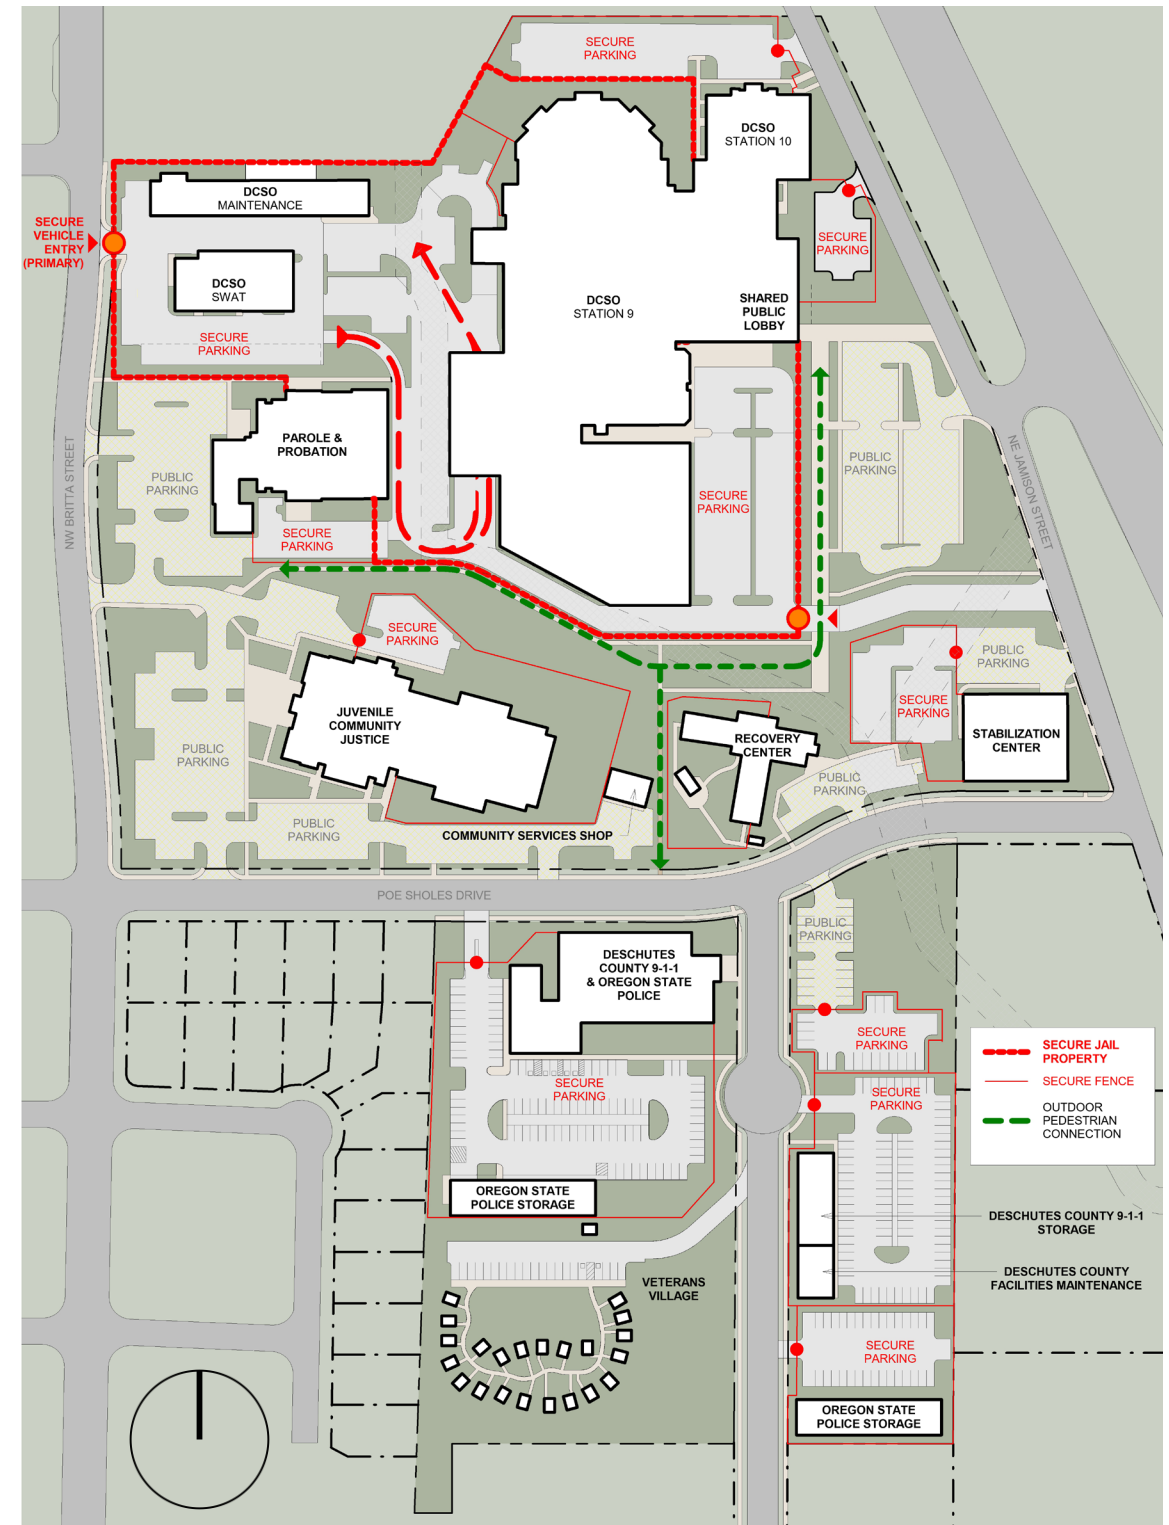 SECURE
PARKING
DCSO
STATION 10
DCSO
MAINTENANCE
SECURE
VEHICLE
ENTRY
(PRIMARY)
SECURE
PARKING
DCSO
SWAT
DCSO
STATION 9
SHARED
PUBLIC
LOBBY
SECURE
PARKING
PAROLE &
PROBATION
NW BRITTA STREET
PUBLIC
PARKING
SECURE
PARKING
SECURE
PARKING
PUBLIC
PARKING
NE JAMISON STREET
SECURE
PARKING
PUBLIC
PARKING
SECURE
PARKING
JUVENILE
COMMUNITY
JUSTICE
RECOVERY
CENTER
STABILIZATION
CENTER
PUBLIC
PARKING
PUBLIC
PARKING
PUBLIC
PARKING
COMMUNITY SERVICES SHOP
POE SHOLES DRIVE
PUBLIC
PARKING
DESCHUTES
COUNTY 9-1-1
& OREGON STATE
POLICE
SECURE
PARKING
SECURE
PARKING
SECURE
PARKING
SECURE JAIL
PROPERTY
SECURE FENCE
OUTDOOR
PEDESTRIAN
CONNECTION
OREGON STATE
POLICE STORAGE
DESCHUTES COUNTY 9-1-1
STORAGE
DESCHUTES COUNTY
FACILITIES MAINTENANCE
VETERANS
VILLAGE
SECURE
PARKING
OREGON STATE
POLICE STORAGE